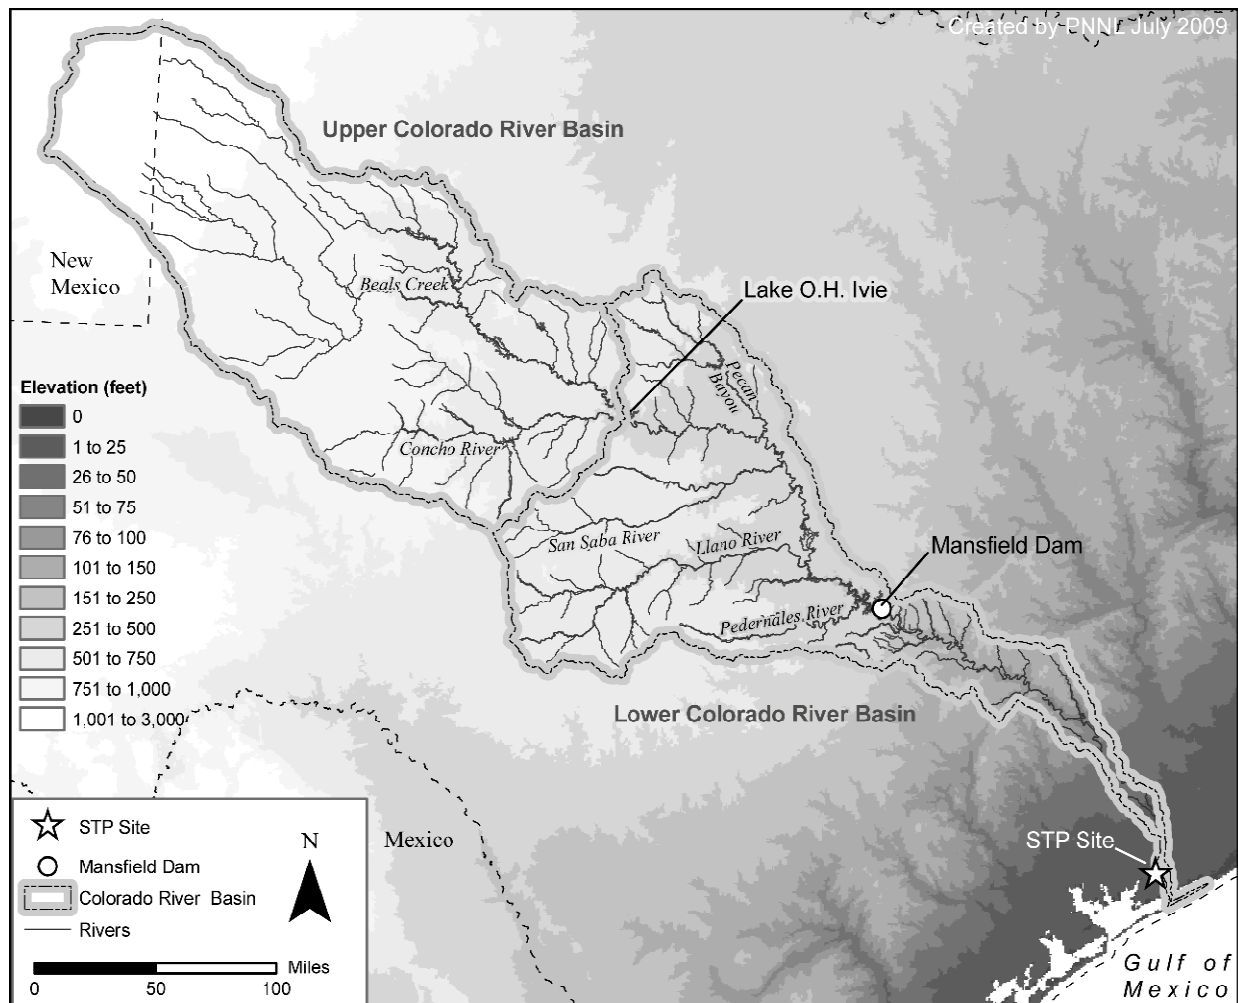 Created by PNNL July 2009
Upper Colorado River Basin
New
Mexico
Beals Creek
Lake O.H. Ivie
Pecan
Bayou
Elevation (feet)
0
1 to 25
26 to 50
51 to 75
76 to 100
101 to 150
151 to 250
251 to 500
501 to 750
751 to 1,000
1,001 to 3,000
Concho River
San Saba River
Llano River
Mansfield Dam
Pedernales River
Lower Colorado River Basin
STP Site
Mansfield Dam
Colorado River Basin
Rivers
N
Miles
0
50
100
Mexico
STP Site
Gulf of
Mexico